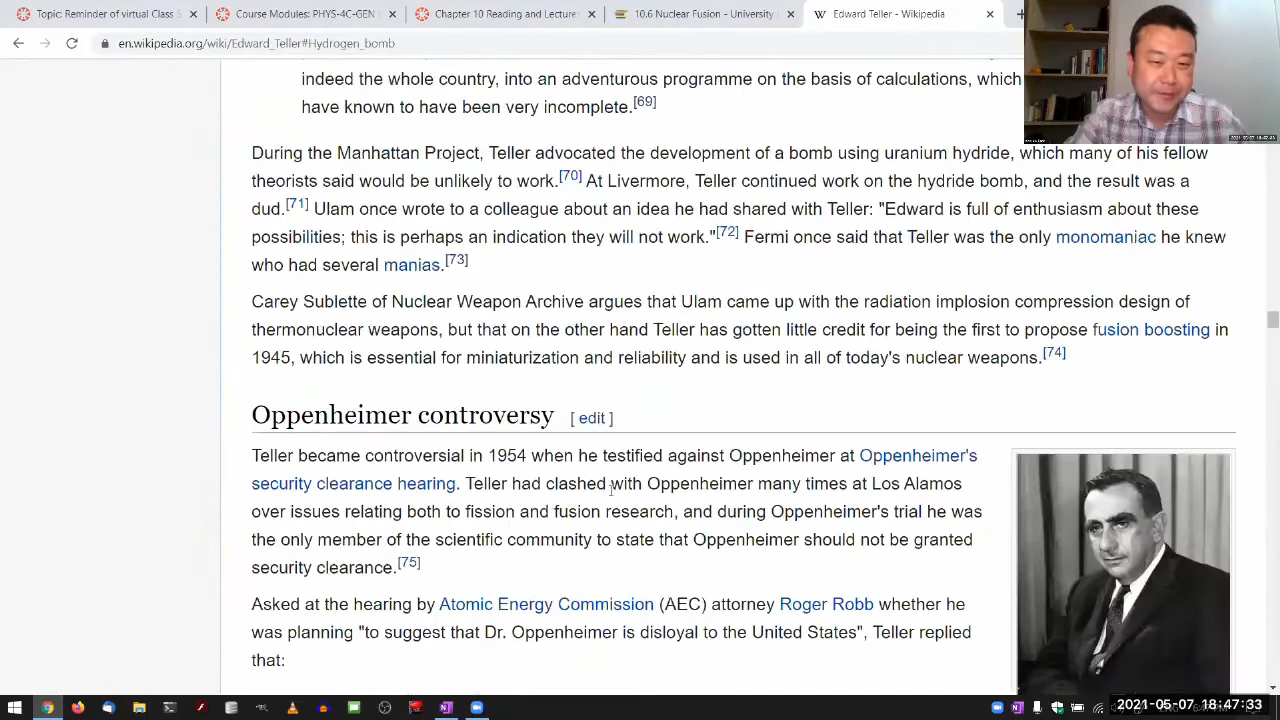 Topic: Reminder of virtual Class S
Course Modules: PHYS-4C
Chapter 10 Reading and Lecture
10.6 Nuclear Fusion - University
Edward Teller - Wikipedia
en.wikipedia.org/wiki/Edward_Teller#Hydrogen_bomb
indeed the whole country, into an adventurous programme on the basis of calculations, which
have known to have been very incomplete.[69]
During the Manhattan Project, Teller advocated the development of a bomb using uranium hydride, which many of his fellow
theorists said would be unlikely to work.[70] At Livermore, Teller continued work on the hydride bomb, and the result was a
dud.[71] Ulam once wrote to a colleague about an idea he had shared with Teller: "Edward is full of enthusiasm about these
possibilities; this is perhaps an indication they will not work."[72] Fermi once said that Teller was the only monomaniac he knew
who had several manias.[73]
Carey Sublette of Nuclear Weapon Archive argues that Ulam came up with the radiation implosion compression design of
thermonuclear weapons, but that on the other hand Teller has gotten little credit for being the first to propose fusion boosting in
1945, which is essential for miniaturization and reliability and is used in all of today's nuclear weapons.[74]
Oppenheimer controversy [ edit ]
Teller became controversial in 1954 when he testified against Oppenheimer at Oppenheimer's
security clearance hearing. Teller had clashed with Oppenheimer many times at Los Alamos
over issues relating both to fission and fusion research, and during Oppenheimer's trial he was
the only member of the scientific community to state that Oppenheimer should not be granted
security clearance.[75]
Asked at the hearing by Atomic Energy Commission (AEC) attorney Roger Robb whether he
was planning "to suggest that Dr. Oppenheimer is disloyal to the United States", Teller replied
that:
2021-05-07 18:47:33